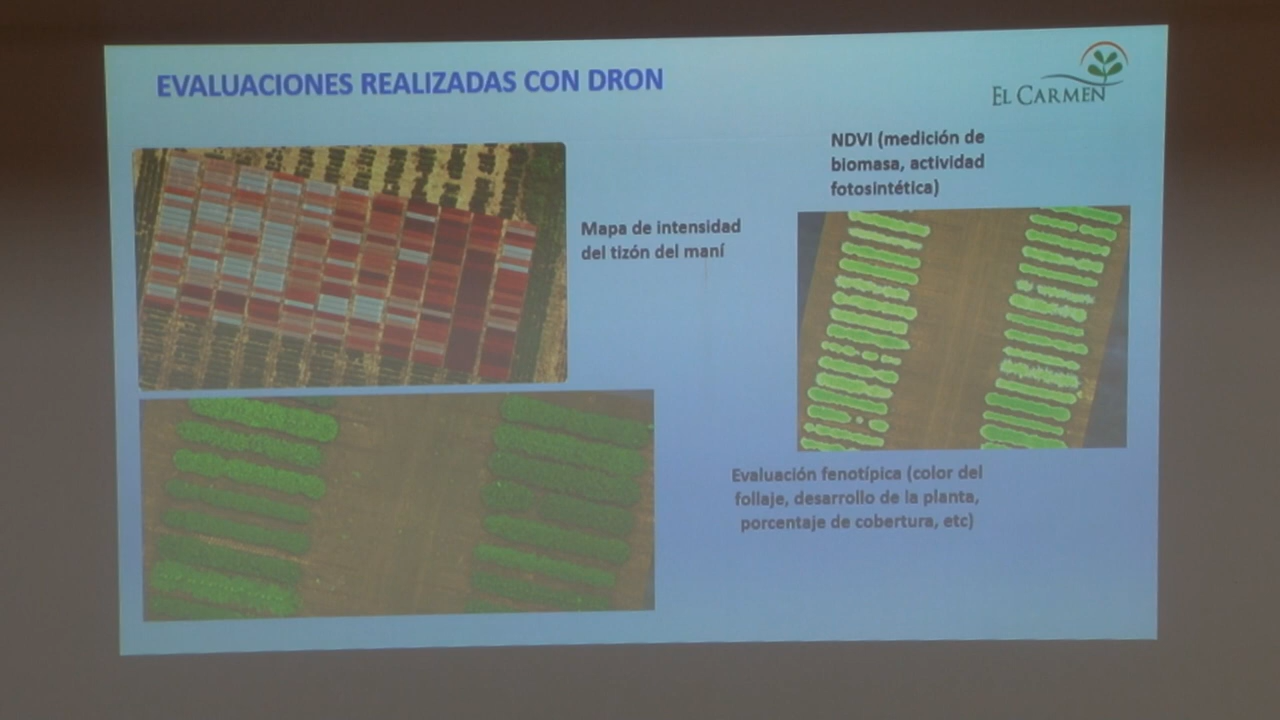 EVALUACIONES REALIZADAS CON DRON
EL CARMEN
NDVI (medición de
biomasa, actividad
fotosintética)
Mapa de intensidad
del tizón del maní
Evaluación fenotípica (color del
follaje, desarrollo de la planta,
porcentaje de cobertura, etc)